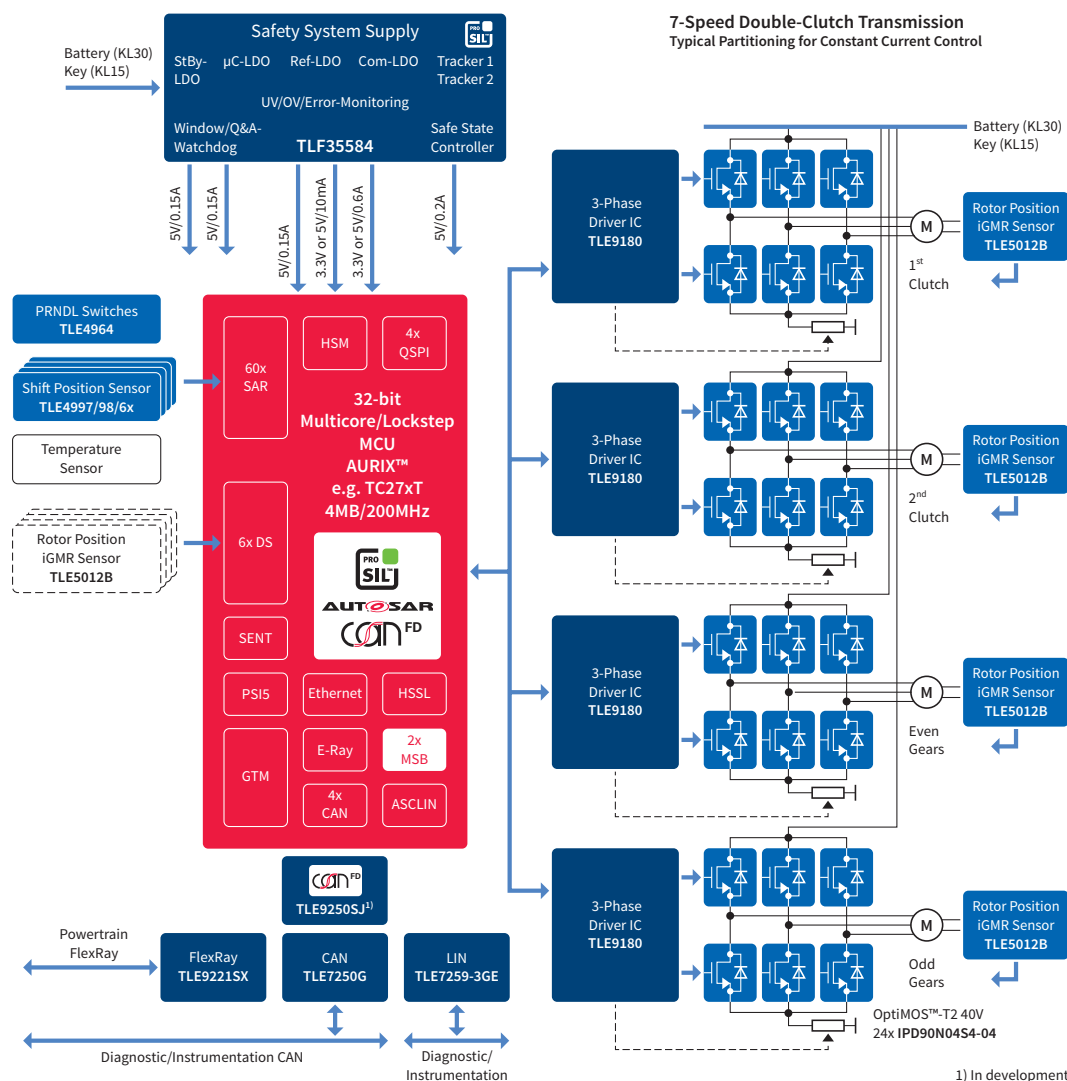 7-Speed Double-Clutch Transmission
Typical Partitioning for Constant Current Control
Battery (KL30)
Key (KL15)
Safety System Supply
PRO
SIL™
StBy-
LDO
µC-LDO
Ref-LDO
Com-LDO
Tracker 1
Tracker 2
UV/OV/Error-Monitoring
Window/Q&A-
Watchdog
TLF35584
Safe State
Controller
5V/0.15A
5V/0.15A
5V/0.15A
3.3V or 5V/10mA
3.3V or 5V/0.6A
5V/0.2A
PRNDL Switches
TLE4964
Shift Position Sensor
TLE4997/98/6x
Temperature
Sensor
Rotor Position
iGMR Sensor
TLE5012B
60x
SAR
HSM
4x
QSPI
32-bit
Multicore/Lockstep
MCU
AURIX™
e.g. TC27xT
4MB/200MHz
6x DS
PRO
SIL™
AUTOSAR
CAN FD
SENT
PSI5
Ethernet
HSSL
GTM
E-Ray
2x
MSB
4x
CAN
ASCLIN
CAN FD
TLE9250SJ1)
Powertrain
FlexRay
FlexRay
TLE9221SX
CAN
TLE7250G
LIN
TLE7259-3GE
Diagnostic/Instrumentation CAN
Diagnostic/
Instrumentation
Battery (KL30)
Key (KL15)
3-Phase
Driver IC
TLE9180
M
1st
Clutch
Rotor Position
iGMR Sensor
TLE5012B
3-Phase
Driver IC
TLE9180
M
2nd
Clutch
Rotor Position
iGMR Sensor
TLE5012B
3-Phase
Driver IC
TLE9180
M
Even
Gears
Rotor Position
iGMR Sensor
TLE5012B
3-Phase
Driver IC
TLE9180
M
Odd
Gears
Rotor Position
iGMR Sensor
TLE5012B
OptiMOS™-T2 40V
24x IPD90N04S4-04
1) In development